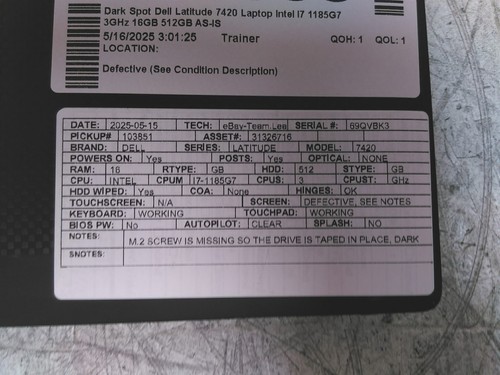 Dark Spot Dell Latitude 7420 Laptop Intel I7 1185G7
3GHz 16GB 512GB AS-IS
5/16/2025 3:01:25 Trainer QOH: 1 QOL: 1
LOCATION:
Defective (See Condition Description)
DATE: 2025-05-15 TECH: eBay-Team.Lee SERIAL #: 69QVBK3
PICKUP# 103851 ASSET#: 31326716
BRAND: DELL SERIES: LATITUDE MODEL: 7420
POWERS ON: Yes POSTS: Yes OPTICAL: NONE
RAM: 16 RTYPE: GB HDD: 512 STYPE: GB
CPU: INTEL CPUM I7-1185G7 CPUS: 3 CPUST: GHz
HDD WIPED: Yes COA: None HINGES: OK
TOUCHSCREEN: N/A SCREEN: DEFECTIVE, SEE NOTES
KEYBOARD: WORKING TOUCHPAD: WORKING
BIOS PW: No AUTOPILOT: CLEAR SPLASH: NO
NOTES: M.2 SCREW IS MISSING SO THE DRIVE IS TAPED IN PLACE, DARK
SNOTES: